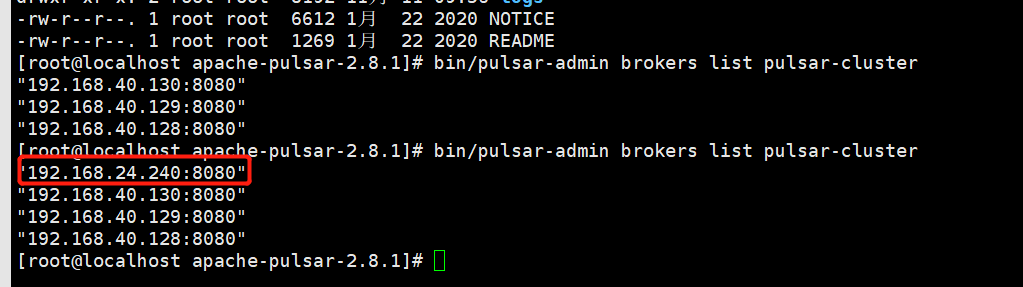 -rw-r--r--. 1 root root  6612 1月   22 2020 NOTICE
-rw-r--r--. 1 root root  1269 1月   22 2020 README
[root@localhost apache-pulsar-2.8.1]# bin/pulsar-admin brokers list pulsar-cluster
"192.168.40.130:8080"
"192.168.40.129:8080"
"192.168.40.128:8080"
[root@localhost apache-pulsar-2.8.1]# bin/pulsar-admin brokers list pulsar-cluster
"192.168.24.240:8080"
"192.168.40.130:8080"
"192.168.40.129:8080"
"192.168.40.128:8080"
[root@localhost apache-pulsar-2.8.1]#